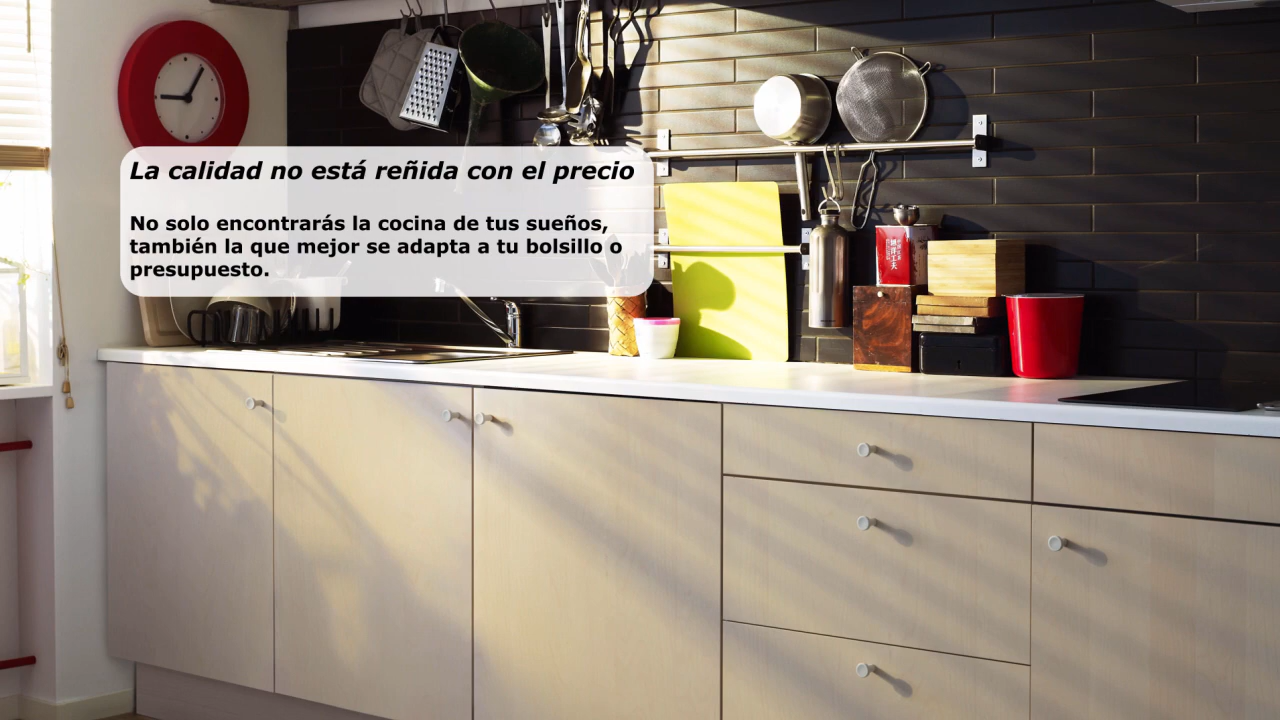 La calidad no está reñida con el precio
No solo encontrarás la cocina de tus sueños,
también la que mejor se adapta a tu bolsillo o
presupuesto.